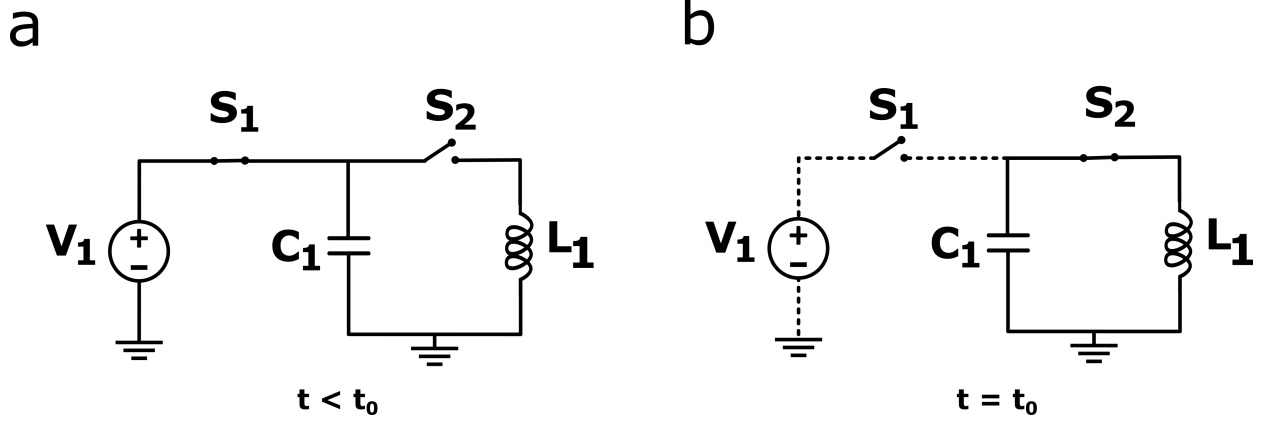 a
b
S1
S2
V1
+
-
C1
L1
t < t0
S1
S2
V1
+
-
C1
L1
t = t0